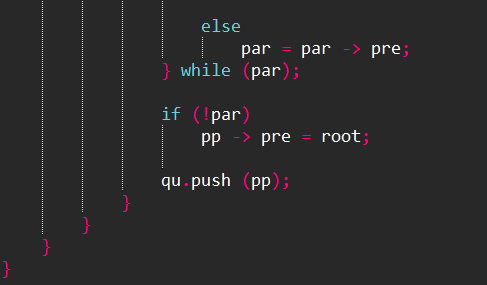 else
par = par -> pre;
} while (par);
if (!par)
pp -> pre = root;
qu.push (pp);
}
}
}
}